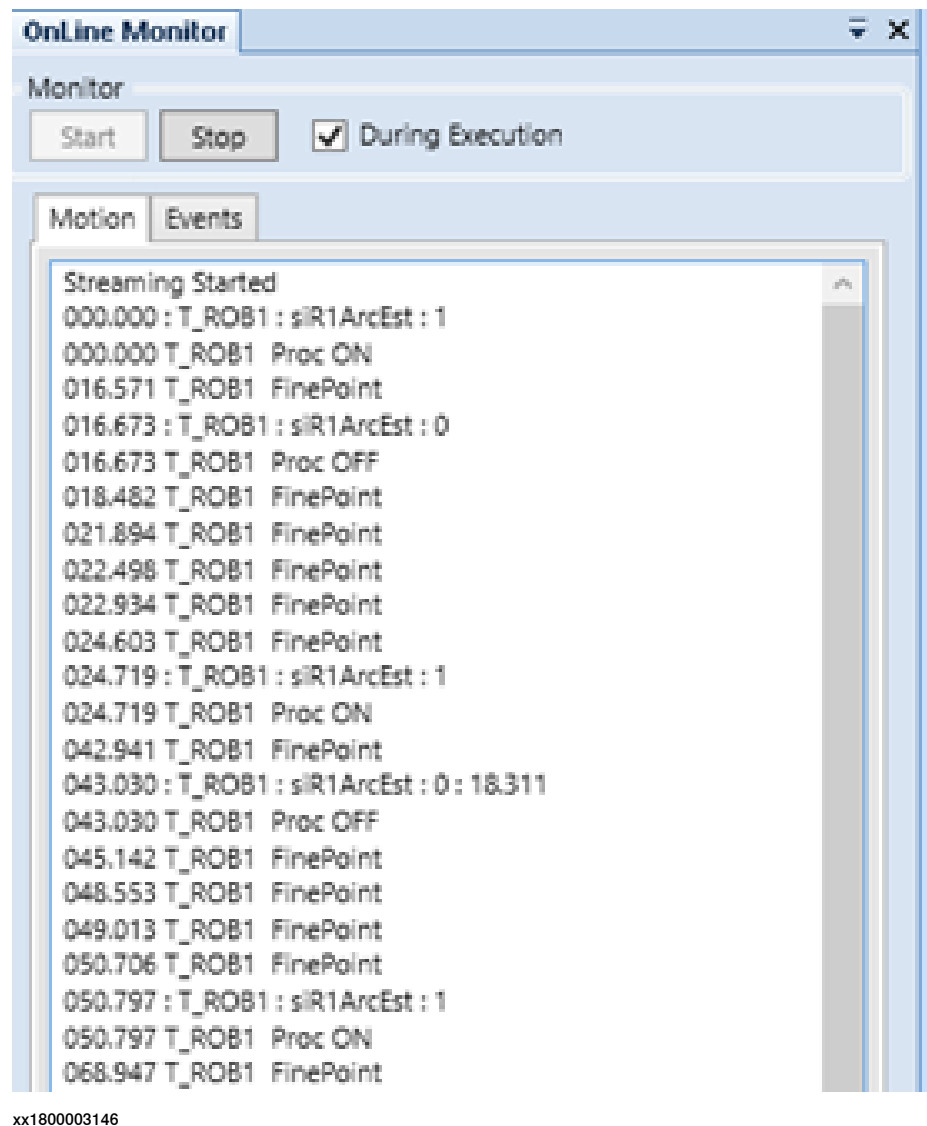 OnLine Monitor
Monitor
Start Stop During Execution
Motion Events
Streaming Started
000.000 : T_ROB1 : siR1ArcEst : 1
000.000 T_ROB1 Proc ON
016.571 T_ROB1 FinePoint
016.673 : T_ROB1 : siR1ArcEst : 0
016.673 T_ROB1 Proc OFF
018.482 T_ROB1 FinePoint
021.894 T_ROB1 FinePoint
022.498 T_ROB1 FinePoint
022.934 T_ROB1 FinePoint
024.603 T_ROB1 FinePoint
024.719 : T_ROB1 : siR1ArcEst : 1
024.719 T_ROB1 Proc ON
042.941 T_ROB1 FinePoint
043.030 : T_ROB1 : siR1ArcEst : 0 : 18.311
043.030 T_ROB1 Proc OFF
045.142 T_ROB1 FinePoint
048.553 T_ROB1 FinePoint
049.013 T_ROB1 FinePoint
050.706 T_ROB1 FinePoint
050.797 : T_ROB1 : siR1ArcEst : 1
050.797 T_ROB1 Proc ON
068.947 T_ROB1 FinePoint
xx1800003146